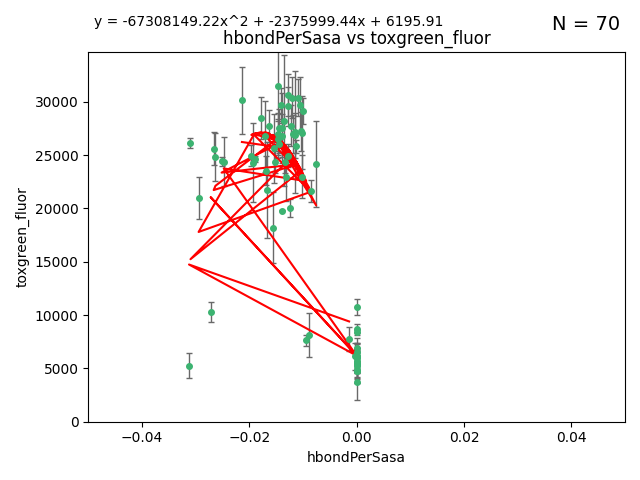 y = -67308149.22x^2 + -2375999.44x + 6195.91
N = 70
hbondPerSasa vs toxgreen_fluor
toxgreen_fluor
30000
25000
20000
15000
10000
5000
0
−0.04
−0.02
0.00
0.02
0.04
hbondPerSasa